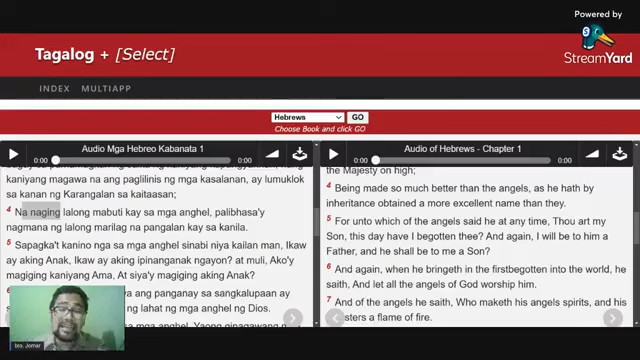 Powered by
StreamYard
Tagalog + [Select]
INDEX MULTIAPP
Hebrews GO
Choose Book and click GO
Audio Mga Hebreo Kabanata 1
0:00 0:00
kaniyang magawa na ang paglilinis ng mga kasalanan, ay lumuklok
sa kanan ng Karangalan sa kaitaasan;
4 Na naging lalong mabuti kay sa mga anghel, palibhasa'y
nagmana ng lalong marilag na pangalan kay sa kanila.
5 Sapagka't kanino nga sa mga anghel sinabi niya kailan man, Ikaw
ay aking Anak, Ikaw ay aking ipinanganak ngayon? at muli, Ako'y
magiging kaniyang Ama, At siya'y magiging aking Anak?
ya ang panganay sa sangkalupaan ay
ng lahat ng mga anghel ng Dios.
sa mga anghel, Yaong ginagawang
bro. Jomar
Audio of Hebrews - Chapter 1
0:00 0:00
the Majesty on high;
4 Being made so much better than the angels, as he hath by
inheritance obtained a more excellent name than they.
5 For unto which of the angels said he at any time, Thou art my
Son, this day have I begotten thee? And again, I will be to him a
Father, and he shall be to me a Son?
6 And again, when he bringeth in the firstbegotten into the world, he
saith, And let all the angels of God worship him.
7 And of the angels he saith, Who maketh his angels spirits, and his
sters a flame of fire.